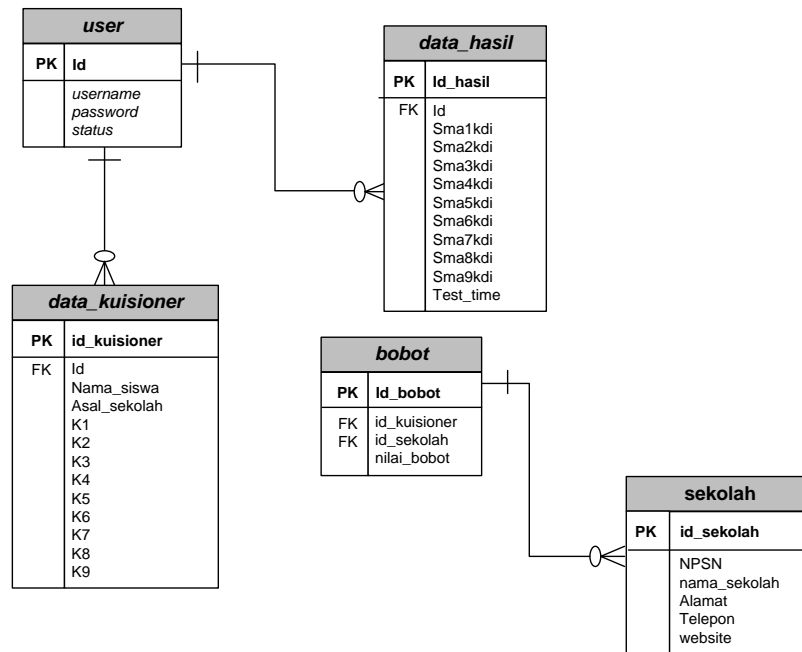 user
PK Id
username
password
status
data_hasil
PK Id_hasil
FK Id
Sma1kdi
Sma2kdi
Sma3kdi
Sma4kdi
Sma5kdi
Sma6kdi
Sma7kdi
Sma8kdi
Sma9kdi
Test_time
data_kuisioner
PK id_kuisioner
FK Id
Nama_siswa
Asal_sekolah
K1
K2
K3
K4
K5
K6
K7
K8
K9
bobot
PK Id_bobot
FK id_kuisioner
FK id_sekolah
nilai_bobot
sekolah
PK id_sekolah
NPSN
nama_sekolah
Alamat
Telepon
website